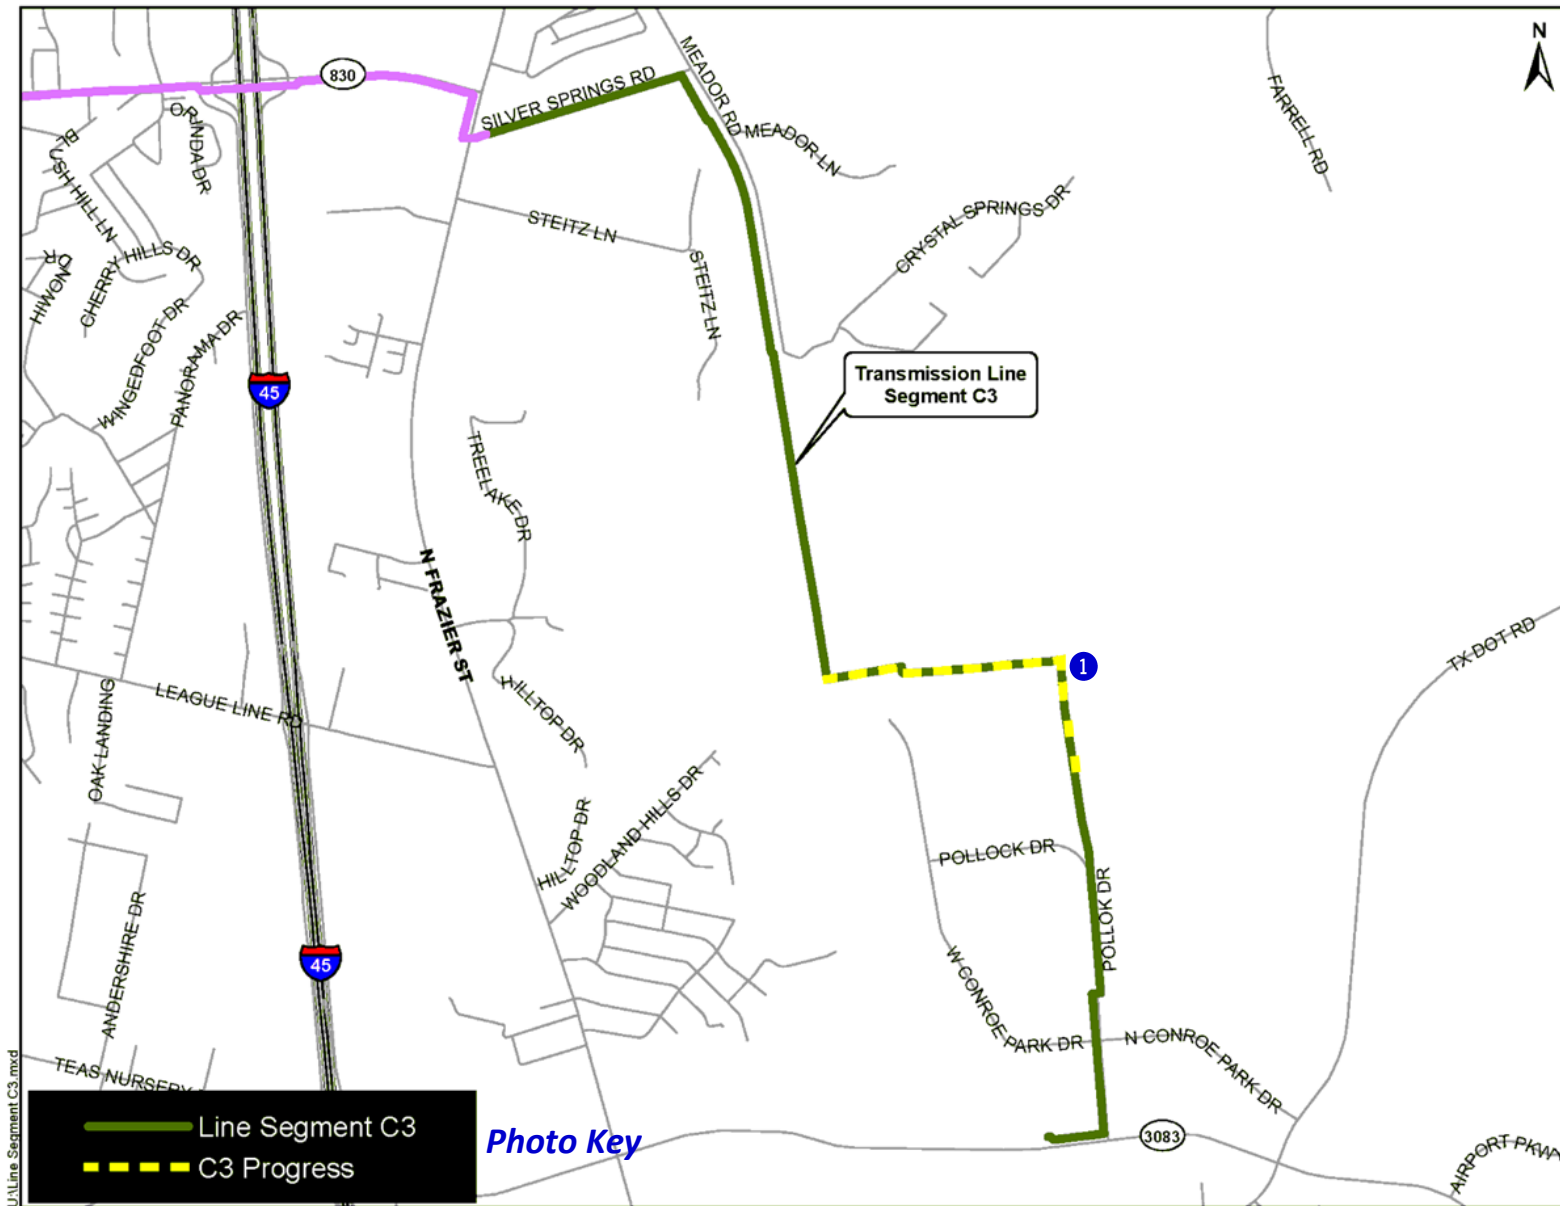 N
830
MEADOR RD
SILVER SPRINGS RD
FARRELL RD
ORINDA DR
MEADOR LN
BLUSH HILL LN
CRYSTAL SPRINGS DR
STEITZ LN
CHERRY HILLS DR
HIWON DR
STEITZ LN
WINGEDFOOT DR
PANORAMA DR
45
Transmission Line
Segment C3
TREELAKE DR
N FRAZIER ST
TX DOT RD
1
LEAGUE LINE RD
OAK LANDING
HILLTOP DR
WOODLAND HILLS DR
HILLTOP DR
POLLOCK DR
POLLOK DR
ANDERSHIRE DR
45
W CONROE PARK DR
N CONROE PARK DR
TEAS NURSERY
3083
AIRPORT PKWY
Line Segment C3
C3 Progress
Photo Key
U:\Line Segment C3.mxd